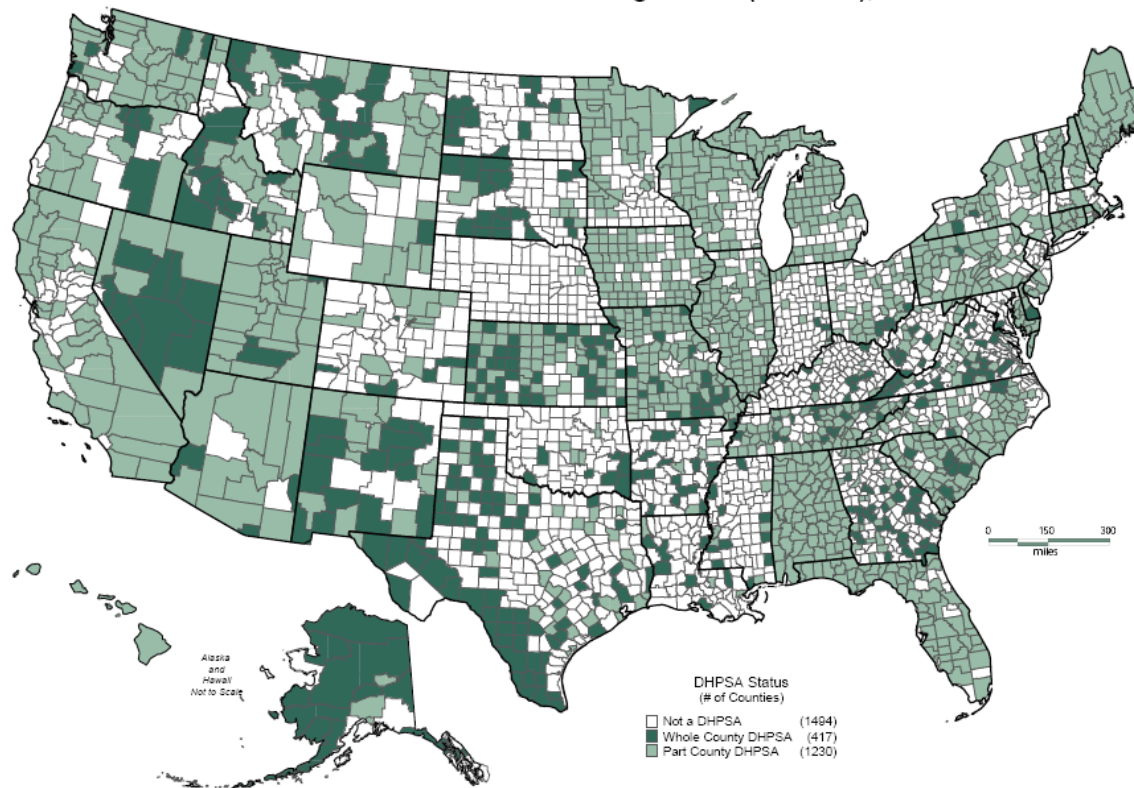 Alaska
and
Hawaii
Not to Scale
0 150 300
miles
DHPSA Status
(# of Counties)
Not a DHPSA (1494)
Whole County DHPSA (417)
Part County DHPSA (1230)